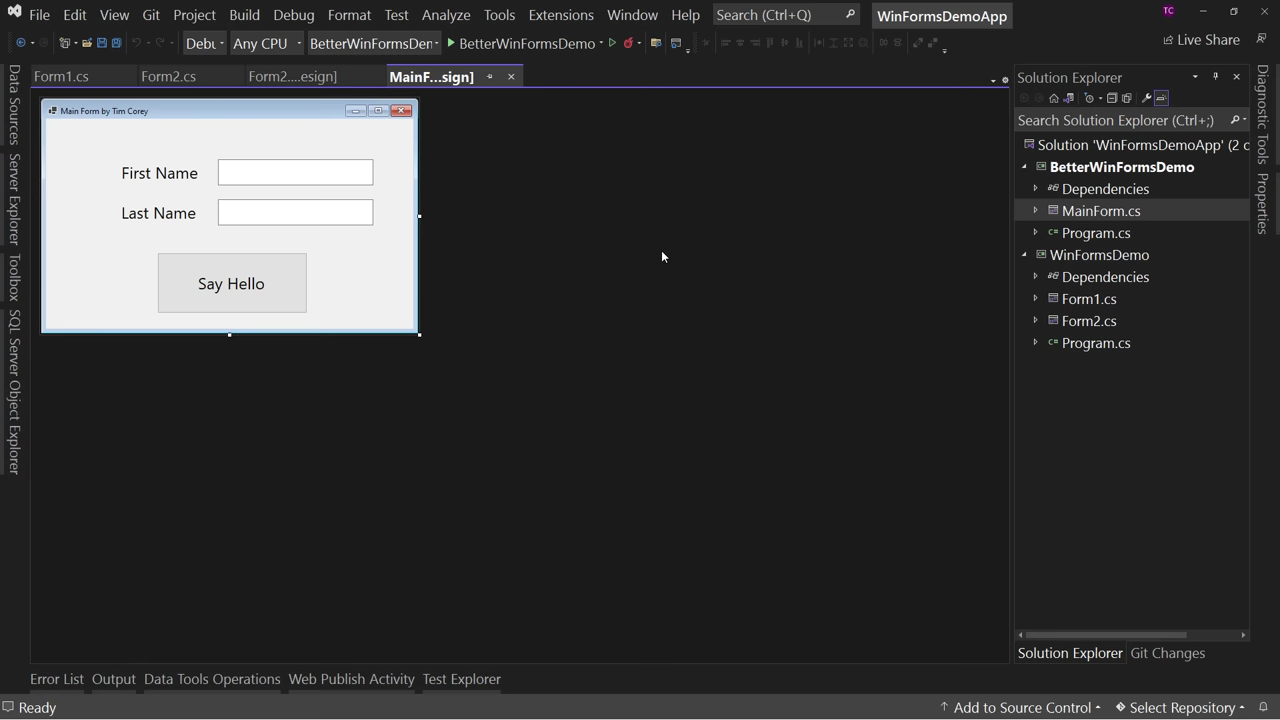 File Edit View Git Project Build Debug Format Test Analyze Tools Extensions Window Help Search (Ctrl+Q) WinFormsDemoApp TC
Debu Any CPU BetterWinFormsDen BetterWinFormsDemo Live Share
Form1.cs Form2.cs Form2....esign] MainF...sign]
Data Sources
Server Explorer
Toolbox
SQL Server Object Explorer
Main Form by Tim Corey
First Name
Last Name
Say Hello
Solution Explorer
Search Solution Explorer (Ctrl+;)
Solution 'WinFormsDemoApp' (2 o
BetterWinFormsDemo
Dependencies
MainForm.cs
C# Program.cs
WinFormsDemo
Dependencies
Form1.cs
Form2.cs
C# Program.cs
Solution Explorer Git Changes
Diagnostic Tools
Properties
Error List Output Data Tools Operations Web Publish Activity Test Explorer
Ready Add to Source Control Select Repository